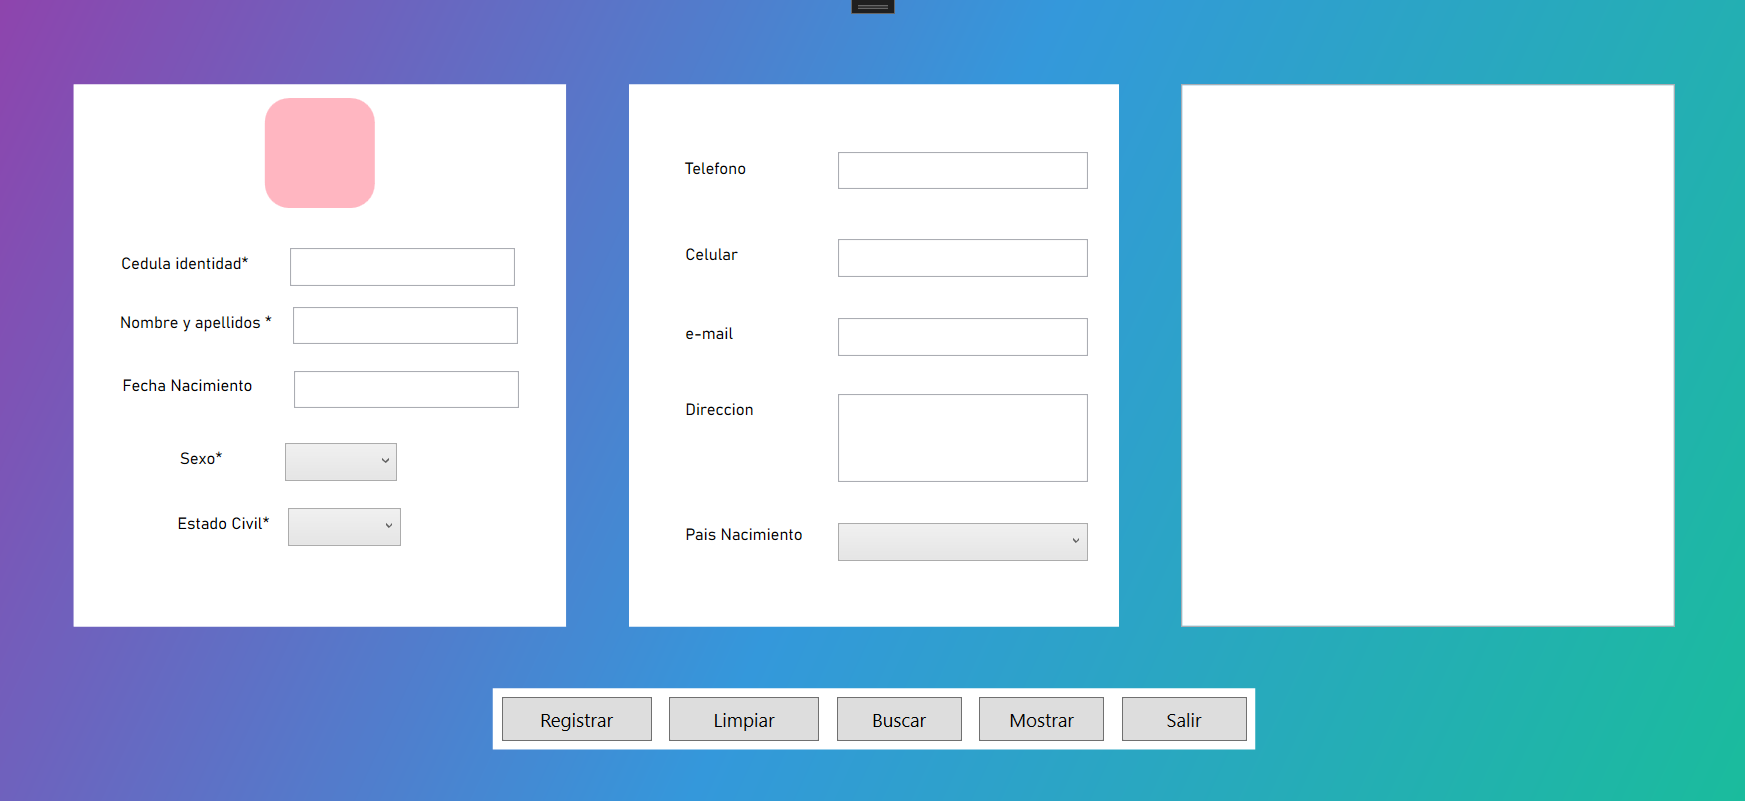 Cedula identidad*
Nombre y apellidos *
Fecha Nacimiento
Sexo*
Estado Civil*
Telefono
Celular
e-mail
Direccion
Pais Nacimiento
Registrar
Limpiar
Buscar
Mostrar
Salir